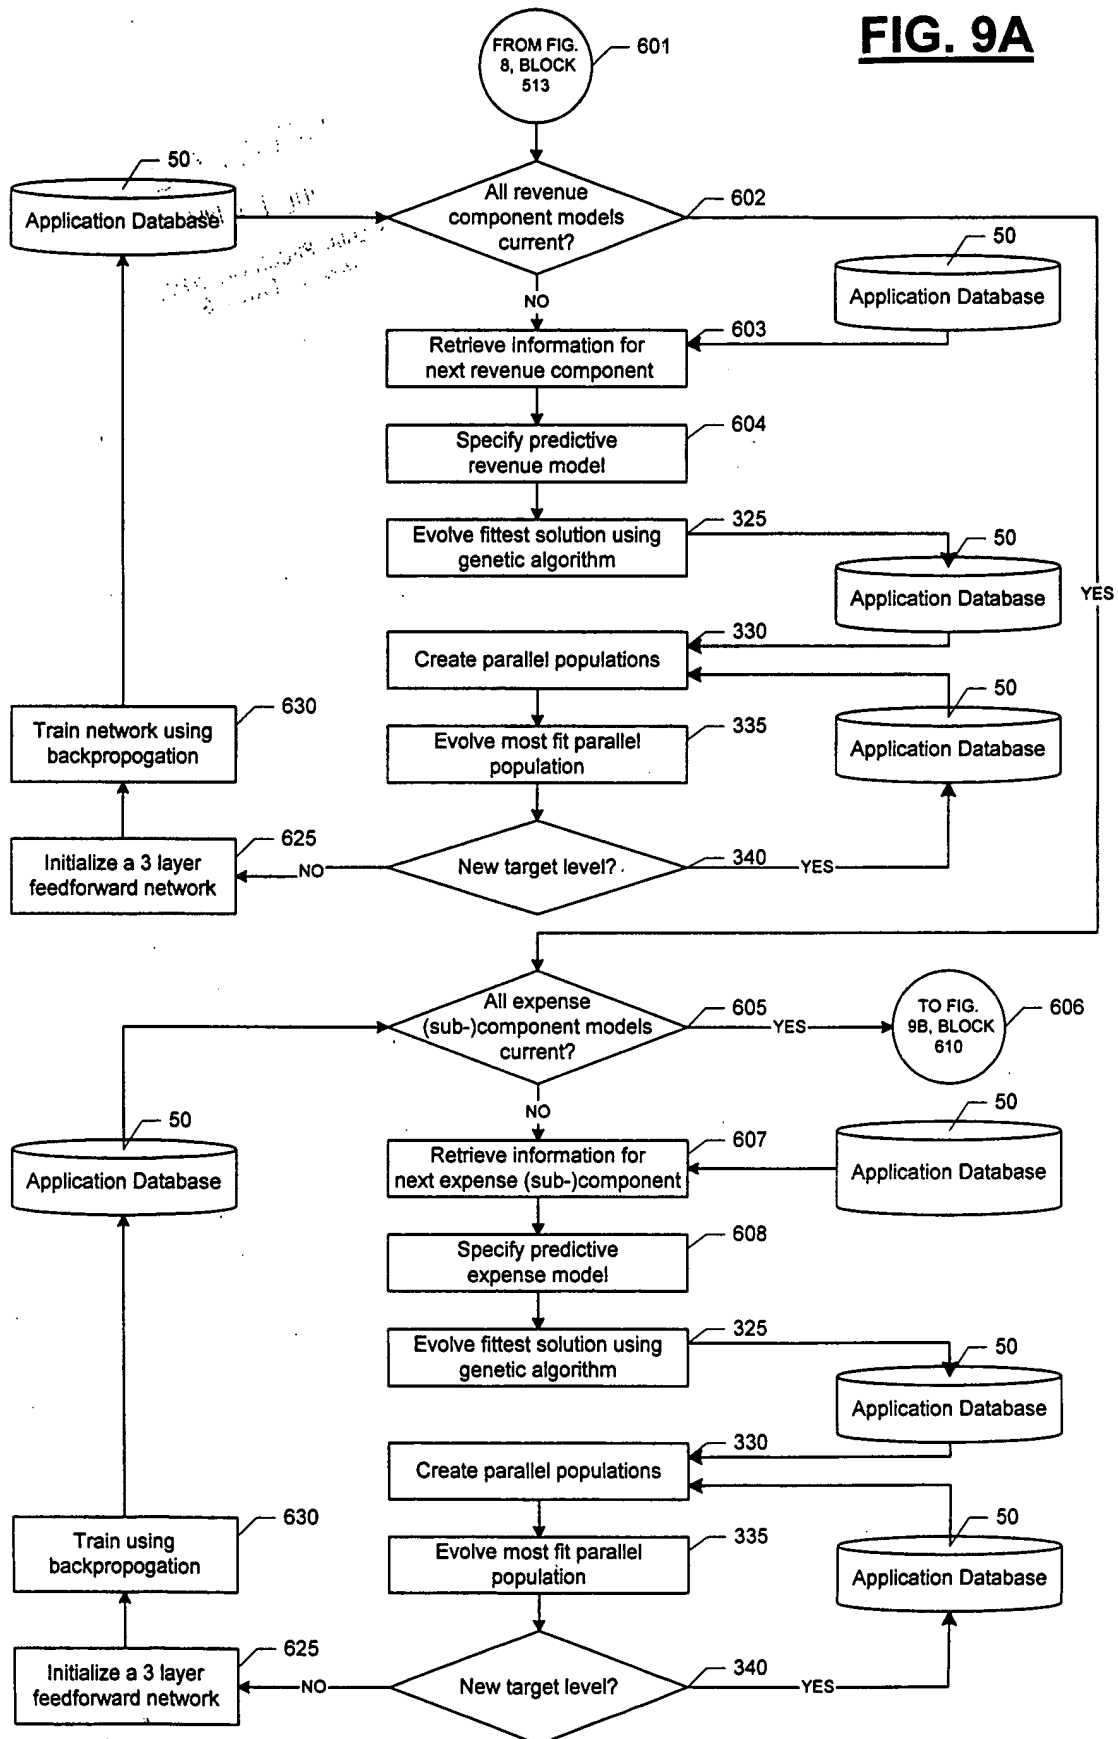 FIG. 9A
FROM FIG.
8, BLOCK
513
601
50
Application Database
All revenue
component models
current?
602
50
Application Database
NO
603
Retrieve information for
next revenue component
604
Specify predictive
revenue model
325
Evolve fittest solution using
genetic algorithm
50
Application Database
YES
330
Create parallel populations
50
Application Database
630
Train network using
backpropogation
335
Evolve most fit parallel
population
625
Initialize a 3 layer
feedforward network
NO
New target level?
340
YES
All expense
(sub-)component models
current?
605
YES
TO FIG.
9B, BLOCK
610
606
NO
50
Application Database
50
Application Database
607
Retrieve information for
next expense (sub-)component
608
Specify predictive
expense model
325
Evolve fittest solution using
genetic algorithm
50
Application Database
330
Create parallel populations
50
Application Database
630
Train using
backpropogation
335
Evolve most fit parallel
population
625
Initialize a 3 layer
feedforward network
NO
New target level?
340
YES